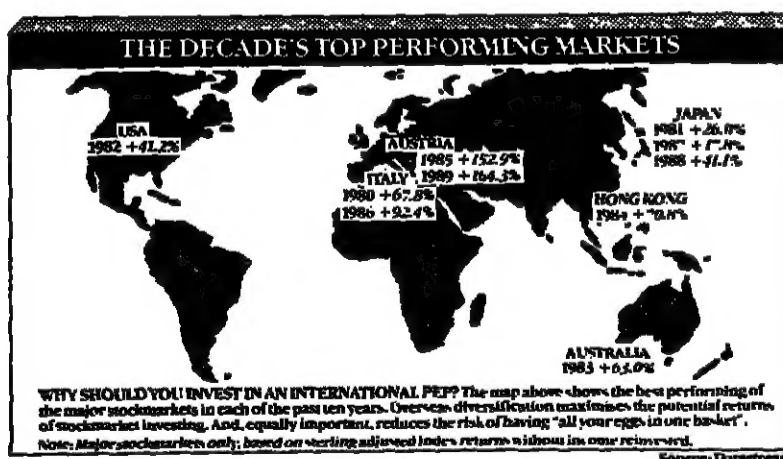 THE DECADE'S TOP PERFORMING MARKETS
USA
1982 +41.2%
AUSTRIA
1985 +152.9%
1989 +164.3%
ITALY
1980 +67.8%
1986 +92.4%
JAPAN
1981 +26.0%
1988 +41.1%
HONG KONG
AUSTRALIA
1983 +63.0%
WHY SHOULD YOU INVEST IN AN INTERNATIONAL PEP? The map above shows the best performing of
the major stockmarkets in each of the past ten years. Overseas diversification maximises the potential returns
of stockmarket investing. And, equally important, reduces the risk of having "all your eggs in one basket".
Note: Major stockmarkets only; based on sterling adjusted index returns without income reinvested.